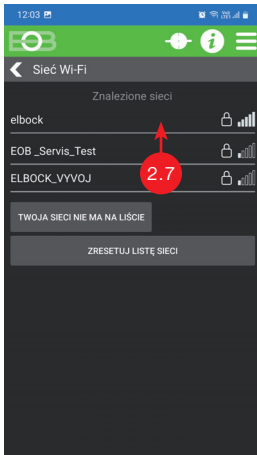 12:03
EOB
Sieć Wi-Fi
Znalezione sieci
elbock
EOB _Servis_Test
ELBOCK_VYVOJ
2.7
TWOJA SIECI NIE MA NA LIŚCIE
ZRESETUJ LISTĘ SIECI